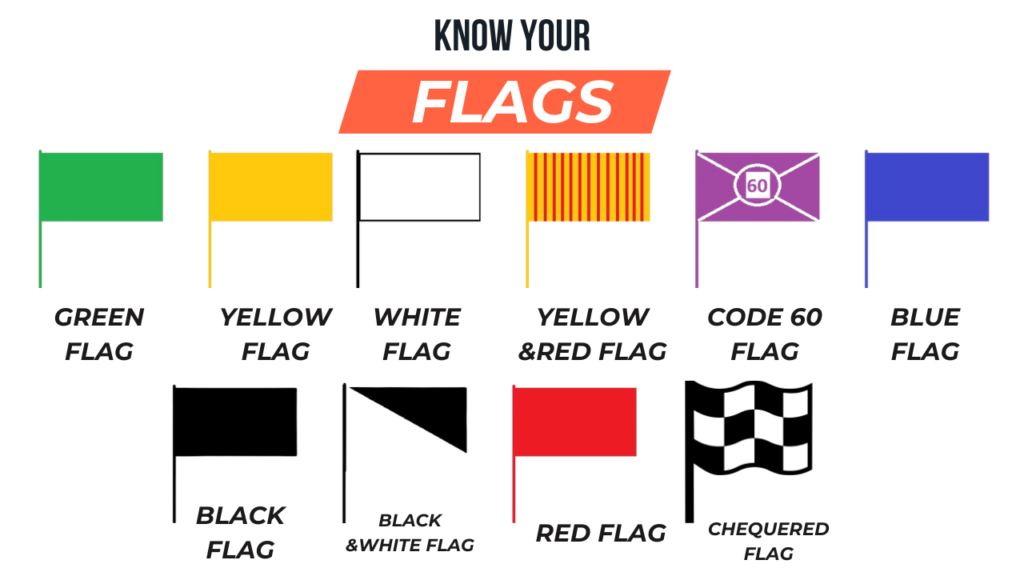 KNOW YOUR
FLAGS
60
GREEN
FLAG
YELLOW
FLAG
WHITE
FLAG
YELLOW
&RED FLAG
CODE 60
FLAG
BLUE
FLAG
BLACK
FLAG
BLACK
&WHITE FLAG
RED FLAG
CHEQUERED
FLAG